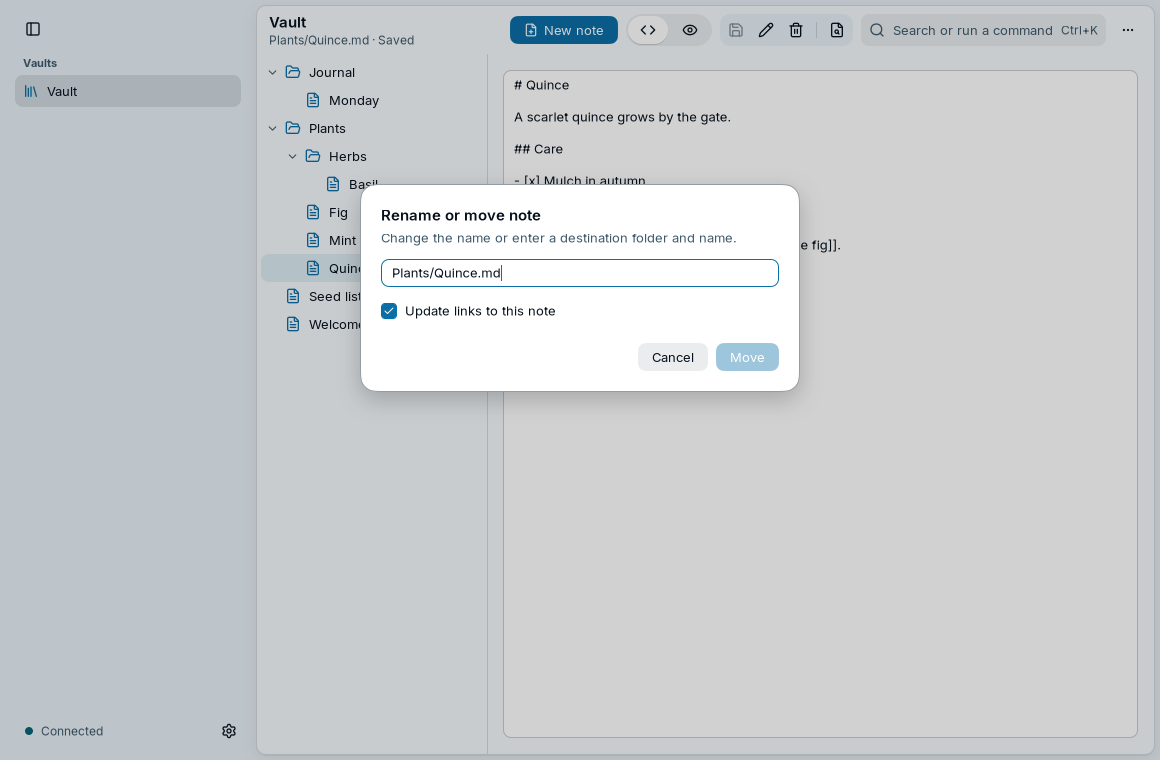 Vaults
Vault
Connected
Vault
Plants/Quince.md · Saved
New note
Search or run a command Ctrl+K
Journal
Monday
Plants
Herbs
Basil
Fig
Mint
Seed list
Welcome
# Quince
A scarlet quince grows by the gate.
## Care
- [x] Mulch in autumn
fig]].
Rename or move note
Change the name or enter a destination folder and name.
Plants/Quince.md
Update links to this note
Cancel
Move